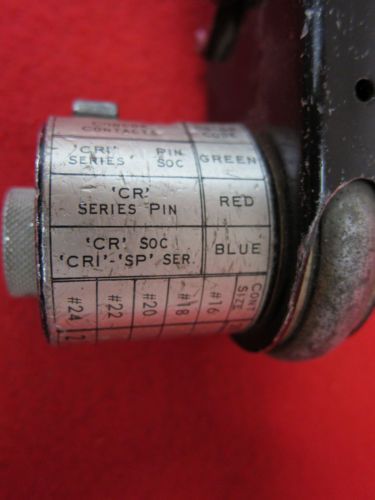 CONTACTS
CODE
'CRI' PIN
SERIES SOC
GREEN
'CR'
SERIES PIN
RED
'CR' SOC
'CRI'-'SP' SER.
BLUE
CONT
SIZE
#16
#18
#20
#22
#24